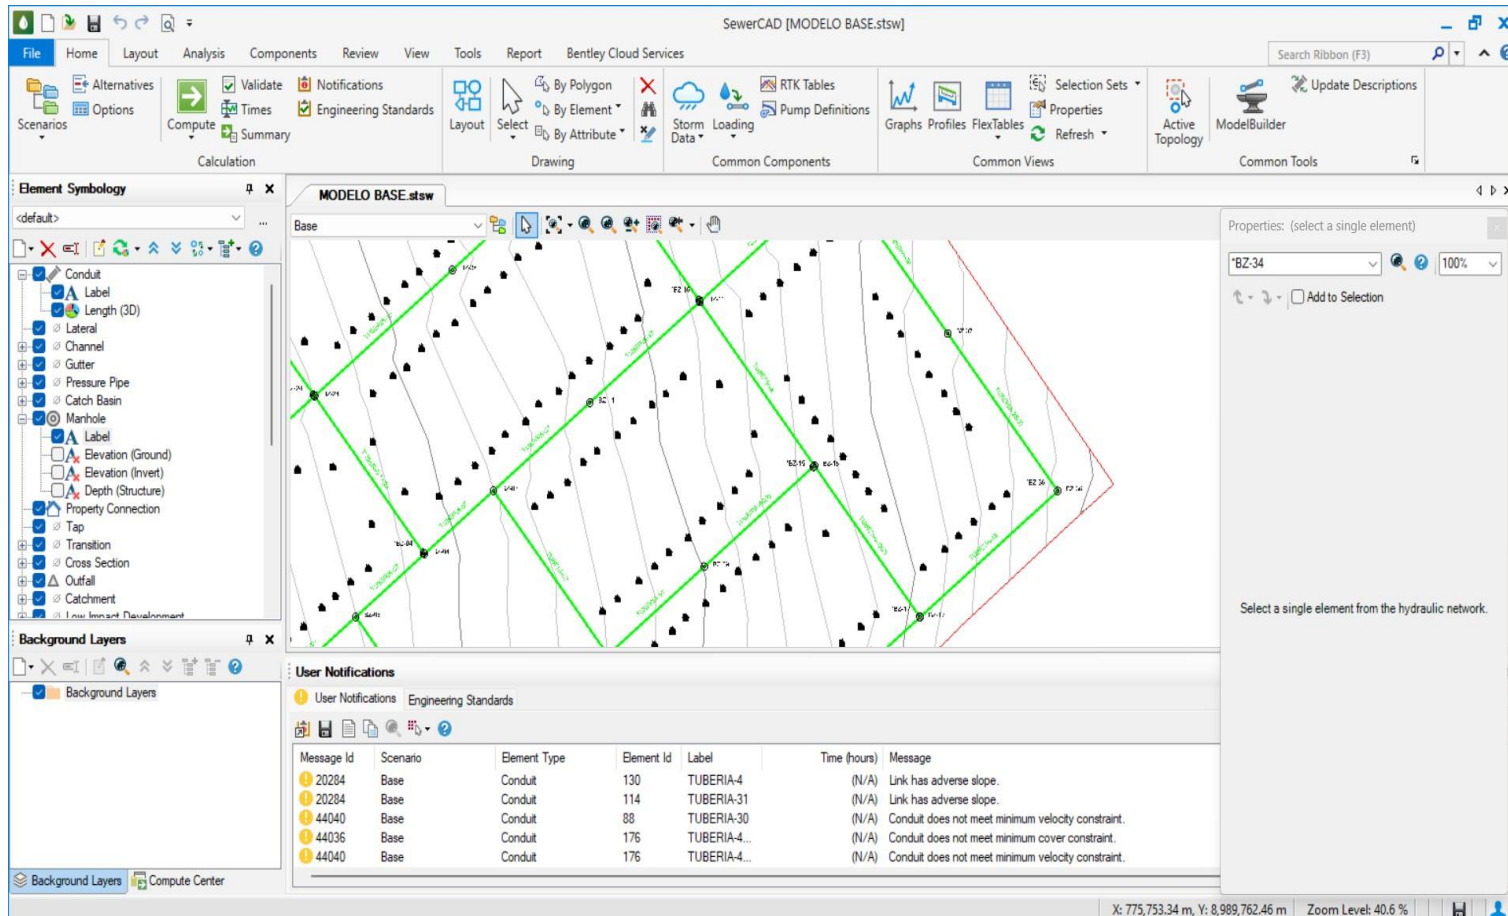 SewerCAD [MODELO BASE.stsw]
File Home Layout Analysis Components Review View Tools Report Bentley Cloud Services Search Ribbon (F3)
Scenarios Alternatives Options Compute Validate Times Summary Notifications Engineering Standards
Calculation
Layout Select By Polygon By Element By Attribute
Drawing
Storm Data Loading RTK Tables Pump Definitions
Common Components
Graphs Profiles FlexTables Selection Sets Properties Refresh
Common Views
Active Topology ModelBuilder Update Descriptions
Common Tools
Element Symbology
<default>
...
Conduit
Label
Length (3D)
Lateral
Channel
Gutter
Pressure Pipe
Catch Basin
Manhole
Label
Elevation (Ground)
Elevation (Invert)
Depth (Structure)
Property Connection
Tap
Transition
Cross Section
Outfall
Catchment
Low Impact Development
Background Layers
Background Layers
Background Layers Compute Center
MODELO BASE.stsw
Base
Properties: (select a single element)
*BZ-34 100%
Add to Selection
Select a single element from the hydraulic network.
User Notifications
User Notifications Engineering Standards
Message Id Scenario Element Type Element Id Label Time (hours) Message
20284 Base Conduit 130 TUBERIA-4 (N/A) Link has adverse slope.
20284 Base Conduit 114 TUBERIA-31 (N/A) Link has adverse slope.
44040 Base Conduit 88 TUBERIA-30 (N/A) Conduit does not meet minimum velocity constraint.
44036 Base Conduit 176 TUBERIA-4... (N/A) Conduit does not meet minimum cover constraint.
44040 Base Conduit 176 TUBERIA-4... (N/A) Conduit does not meet minimum velocity constraint.
X: 775,753.34 m, Y: 8,989,762.46 m Zoom Level: 40.6 %